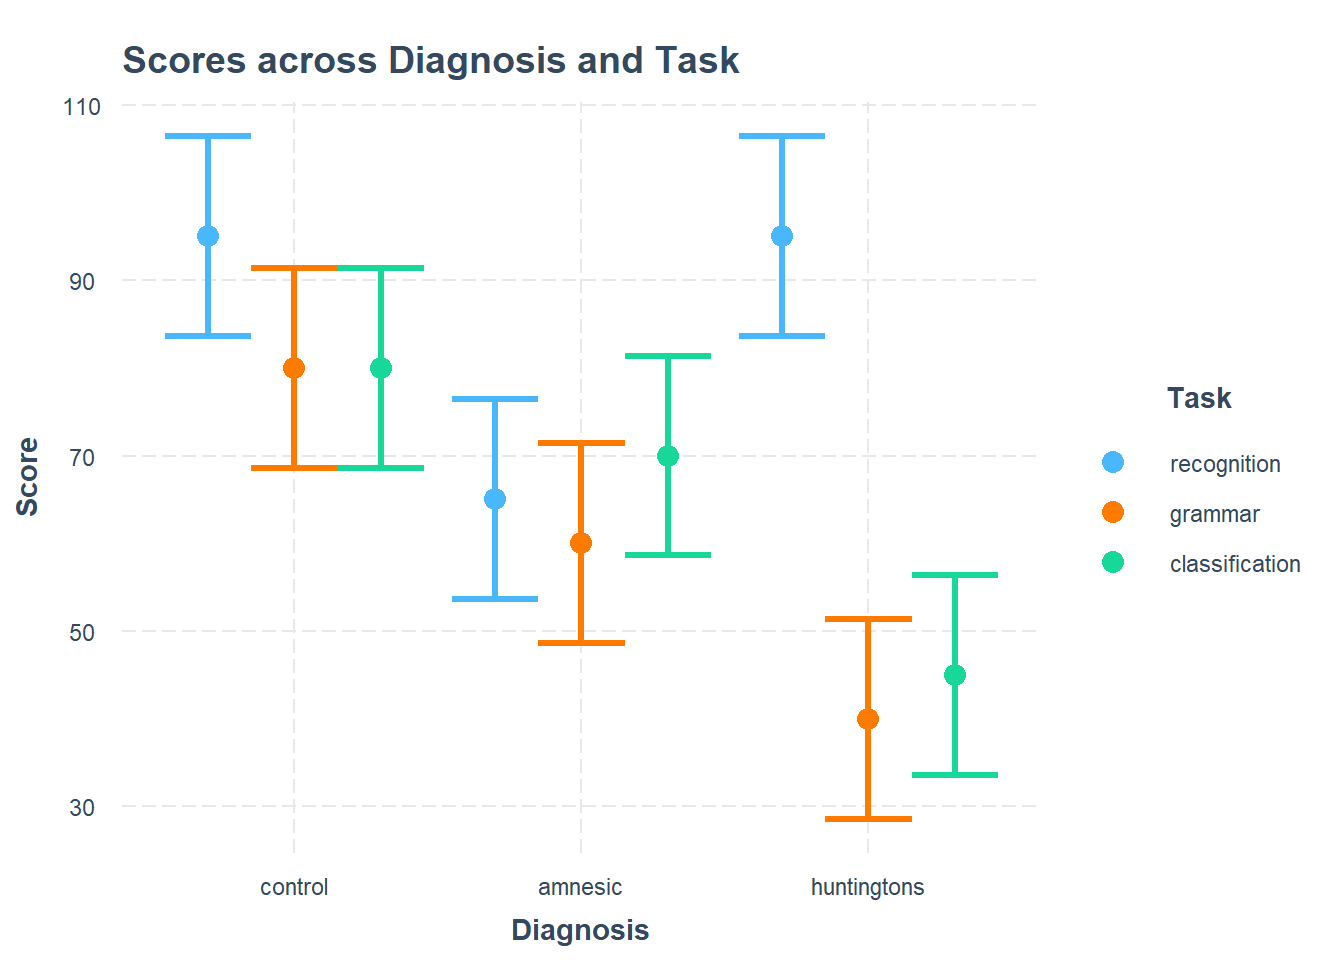 Scores across Diagnosis and Task
110
90
70
50
30
Score
control
amnesic
huntingtons
Diagnosis
Task
recognition
grammar
classification